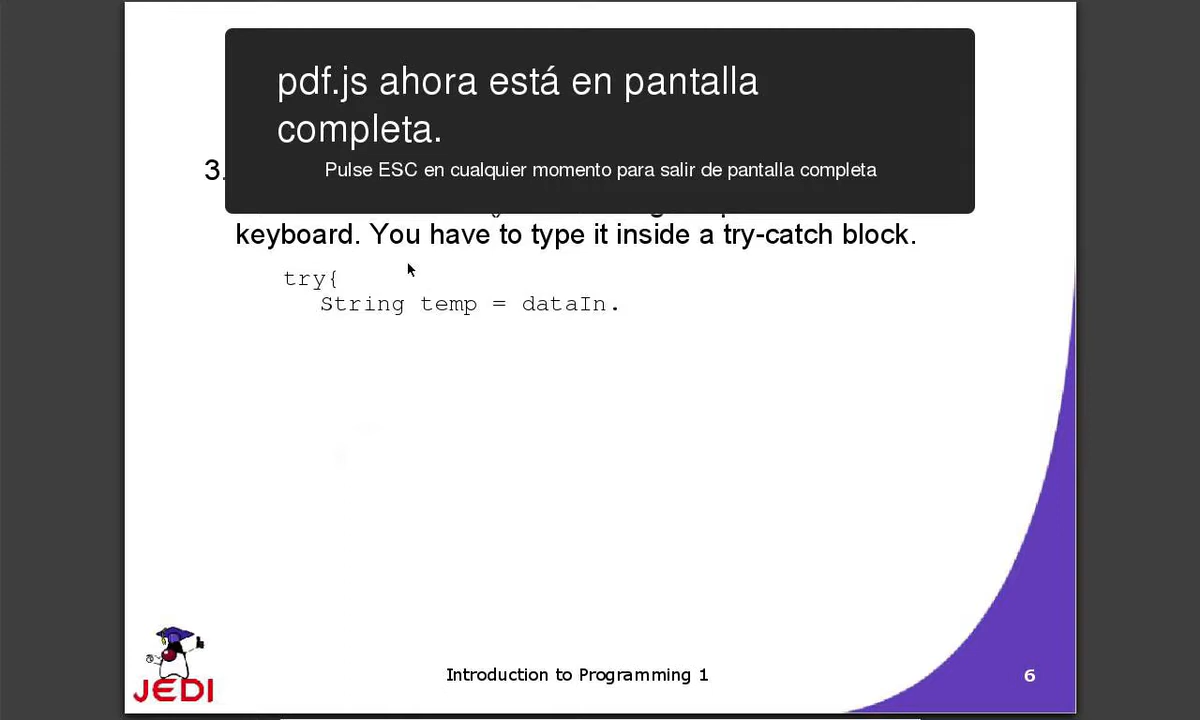 pdf.js ahora está en pantalla
completa.
Pulse ESC en cualquier momento para salir de pantalla completa
3.
keyboard. You have to type it inside a try-catch block.
try{
String temp = dataIn.
JEDI
Introduction to Programming 1
6